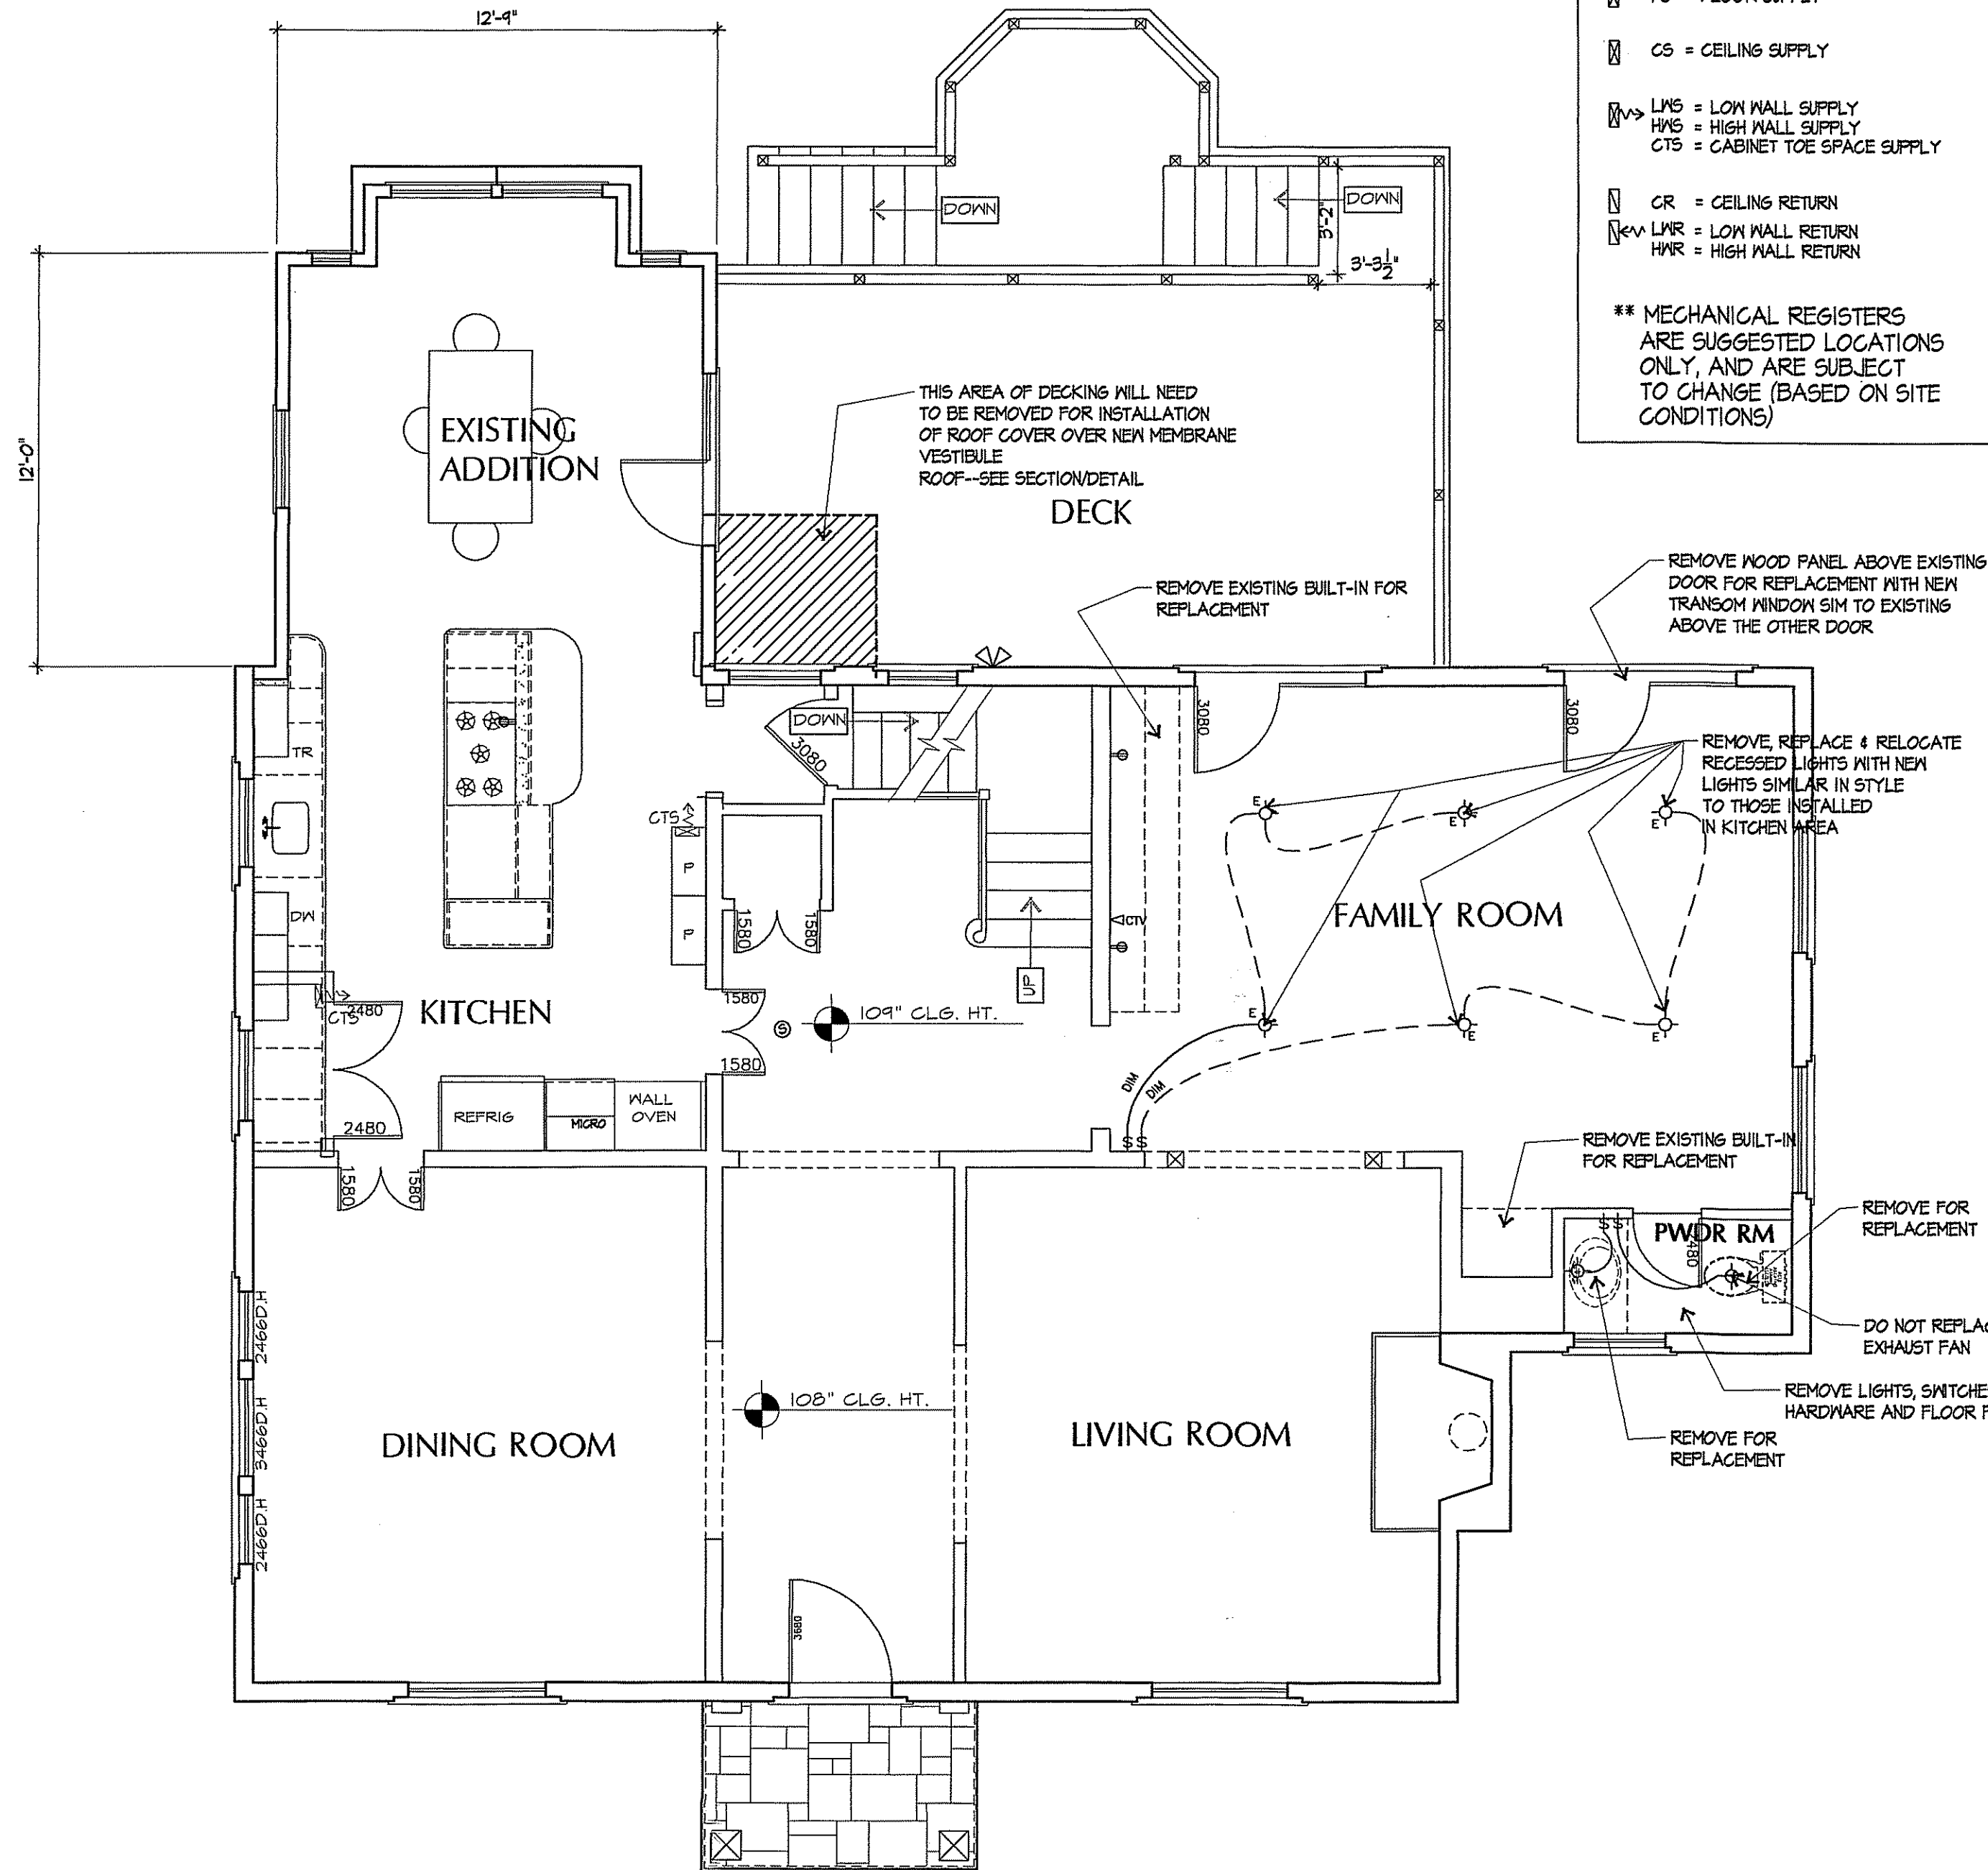 12'-9"
CS = CEILING SUPPLY
LWS = LOW WALL SUPPLY
HWS = HIGH WALL SUPPLY
CTS = CABINET TOE SPACE SUPPLY
CR = CEILING RETURN
LWR = LOW WALL RETURN
HWR = HIGH WALL RETURN
** MECHANICAL REGISTERS
ARE SUGGESTED LOCATIONS
ONLY, AND ARE SUBJECT
TO CHANGE (BASED ON SITE
CONDITIONS)
DOWN
DOWN
3'-2"
3'-3½"
12'-0"
THIS AREA OF DECKING WILL NEED
TO BE REMOVED FOR INSTALLATION
OF ROOF COVER OVER NEW MEMBRANE
VESTIBULE
ROOF--SEE SECTION/DETAIL
EXISTING
ADDITION
DECK
REMOVE EXISTING BUILT-IN FOR
REPLACEMENT
REMOVE WOOD PANEL ABOVE EXISTING
DOOR FOR REPLACEMENT WITH NEW
TRANSOM WINDOW SIM TO EXISTING
ABOVE THE OTHER DOOR
DOWN
3080
3080
3080
TR
REMOVE, REPLACE & RELOCATE
RECESSED LIGHTS WITH NEW
LIGHTS SIMILAR IN STYLE
TO THOSE INSTALLED
IN KITCHEN AREA
E
E
E
CTS
P
P
DW
1580
1580
CTV
FAMILY ROOM
UP
CTS
2480
KITCHEN
1580
S
109" CLG. HT.
E
E
E
1580
DIM
DIM
REFRIG
MICRO
WALL
OVEN
2480
S S
REMOVE EXISTING BUILT-IN
FOR REPLACEMENT
1580
1580
REMOVE FOR
REPLACEMENT
S S
PWDR RM
2466D.H
3466D.H
2466D.H
DO NOT REPLAC
EXHAUST FAN
REMOVE LIGHTS, SWITCHE
HARDWARE AND FLOOR F
REMOVE FOR
REPLACEMENT
108" CLG. HT.
DINING ROOM
LIVING ROOM
3680